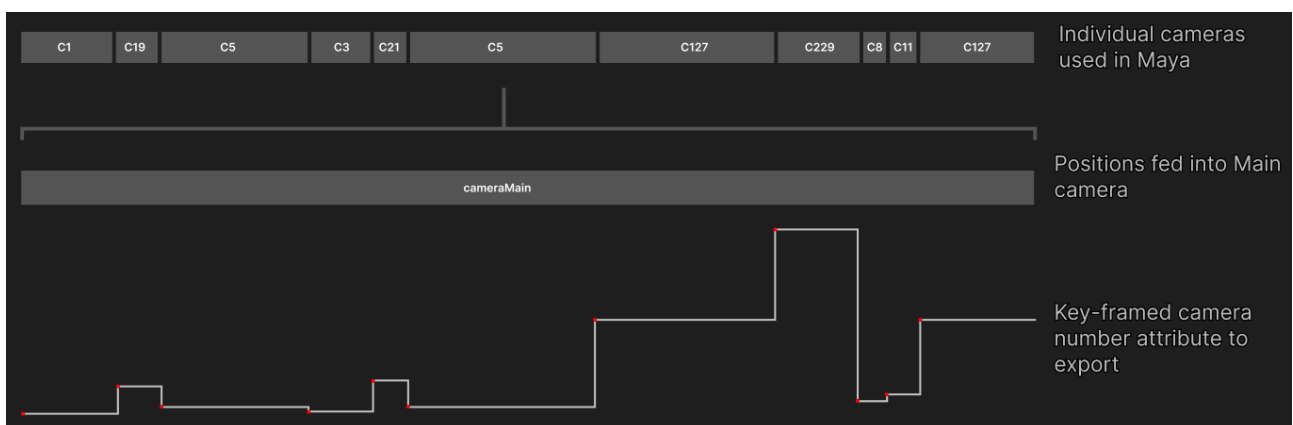 C1 C19 C5 C3 C21 C5 C127 C229 C8 C11 C127
Individual cameras
used in Maya
Positions fed into Main
camera
cameraMain
Key-framed camera
number attribute to
export